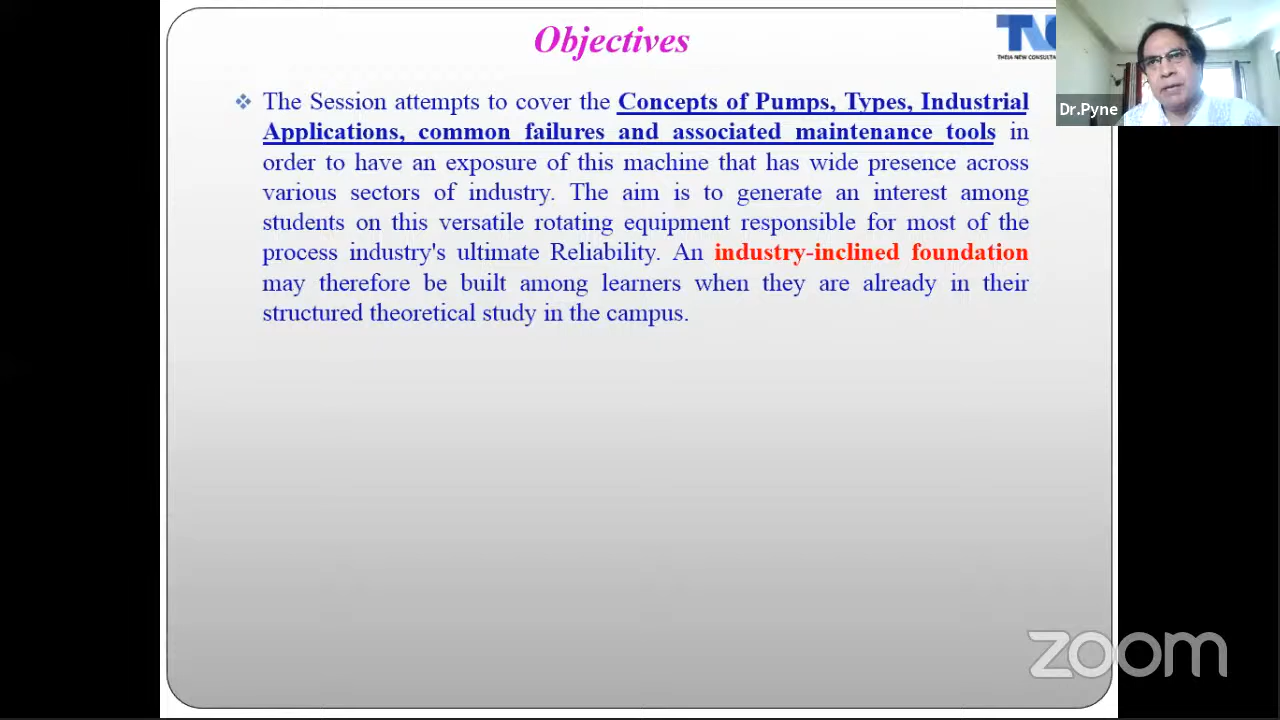 Objectives
TNC
THEIA NEW CONSULTA
Dr.Pyne
The Session attempts to cover the Concepts of Pumps, Types, Industrial
Applications, common failures and associated maintenance tools in
order to have an exposure of this machine that has wide presence across
various sectors of industry. The aim is to generate an interest among
students on this versatile rotating equipment responsible for most of the
process industry's ultimate Reliability. An industry-inclined foundation
may therefore be built among learners when they are already in their
structured theoretical study in the campus.
zoom